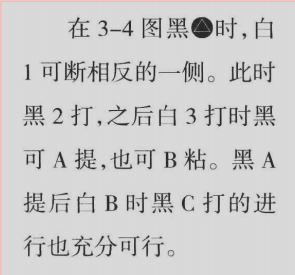 在 3-4 图黑▲时,白
1 可断相反的一侧。此时
黑 2 打,之后白 3 打时黑
可 A 提,也可 B 粘。黑 A
提后白 B 时黑 C 打的进
行也充分可行。